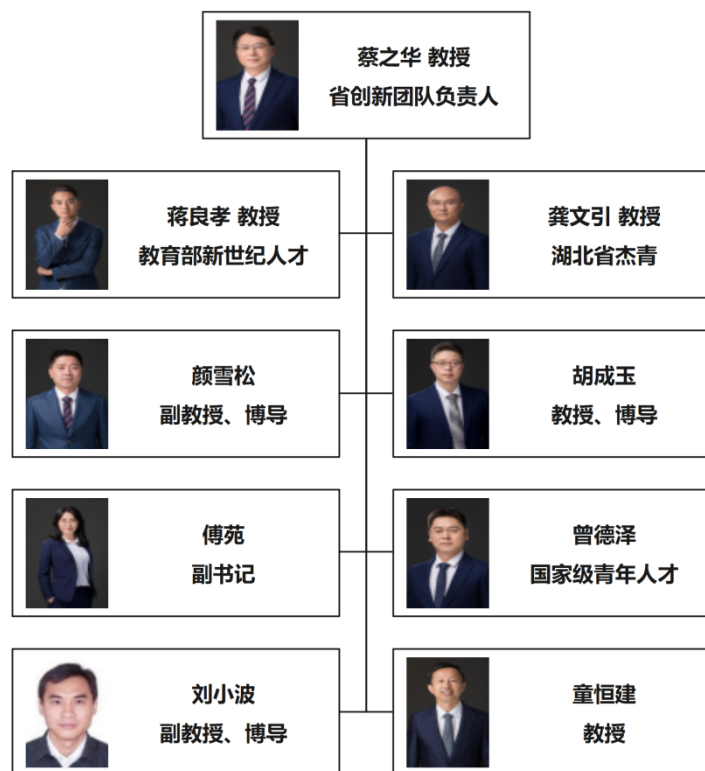 蔡之华 教授
省创新团队负责人
蒋良孝 教授
教育部新世纪人才
龚文引 教授
湖北省杰青
颜雪松
副教授、博导
胡成玉
教授、博导
傅苑
副书记
曾德泽
国家级青年人才
刘小波
副教授、博导
童恒建
教授